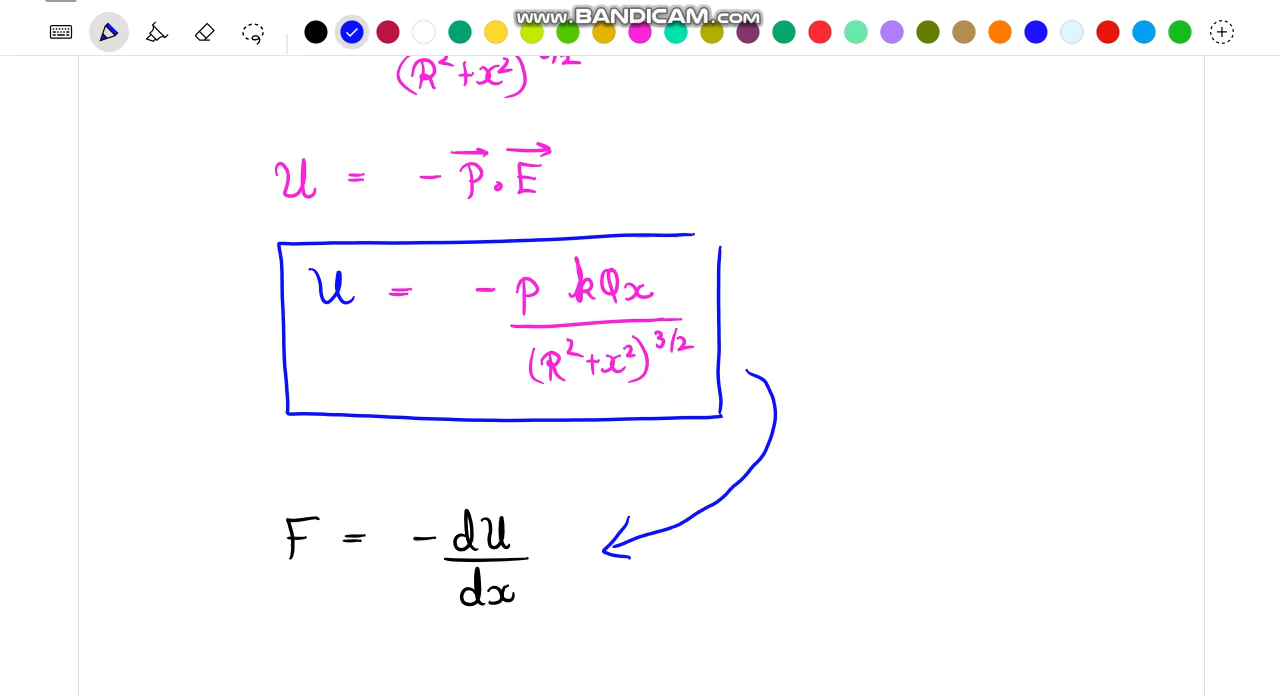 www.BANDICAM.com
(R²+x²)^3/2
U = -P⃗.E⃗
U = - p kQx
(R²+x²)^3/2
F = -dU
dx